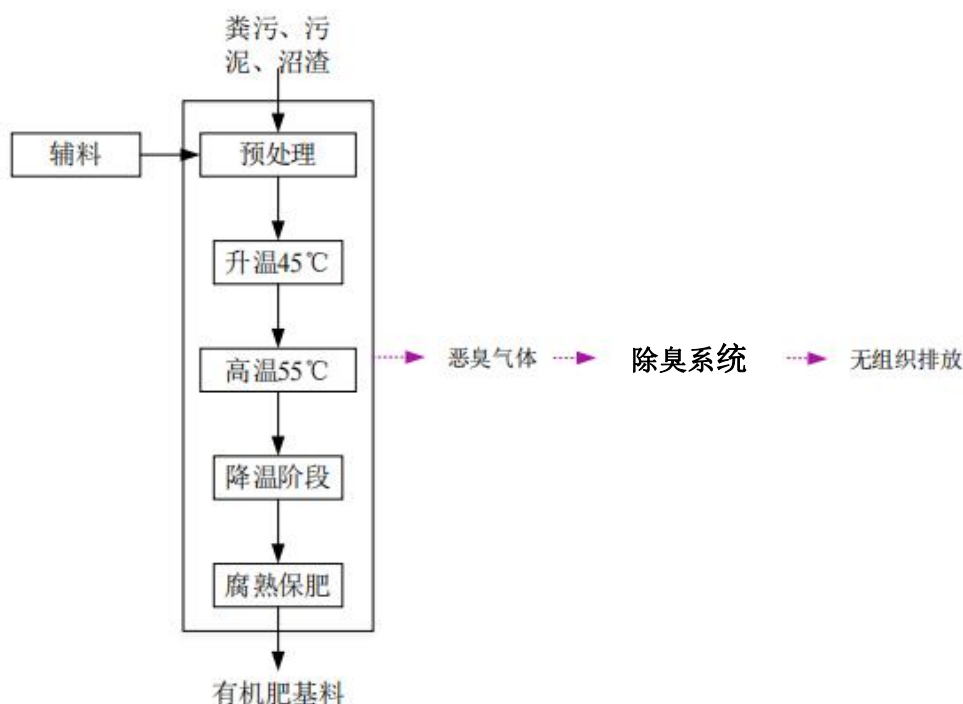 粪污、污
泥、沼渣
辅料
预处理
升温45℃
高温55℃
恶臭气体
除臭系统
无组织排放
降温阶段
腐熟保肥
有机肥基料